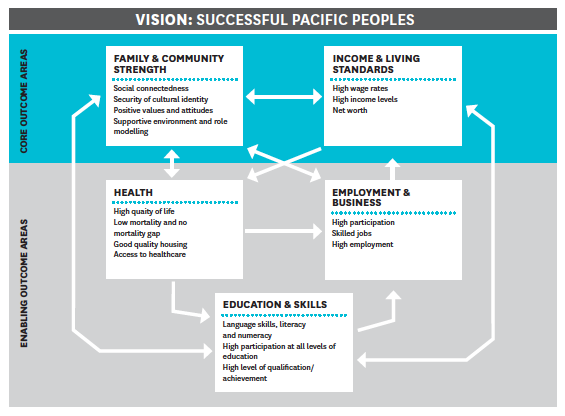 VISION: SUCCESSFUL PACIFIC PEOPLES
CORE OUTCOME AREAS
FAMILY & COMMUNITY
STRENGTH
Social connectedness
Security of cultural identity
Positive values and attitudes
Supportive environment and role
modelling
INCOME & LIVING
STANDARDS
High wage rates
High income levels
Net worth
ENABLING OUTCOME AREAS
HEALTH
High quaity of life
Low mortality and no
mortality gap
Good quality housing
Access to healthcare
EMPLOYMENT &
BUSINESS
High participation
Skilled jobs
High employment
EDUCATION & SKILLS
Language skills, literacy
and numeracy
High participation at all levels of
education
High level of qualification/
achievement